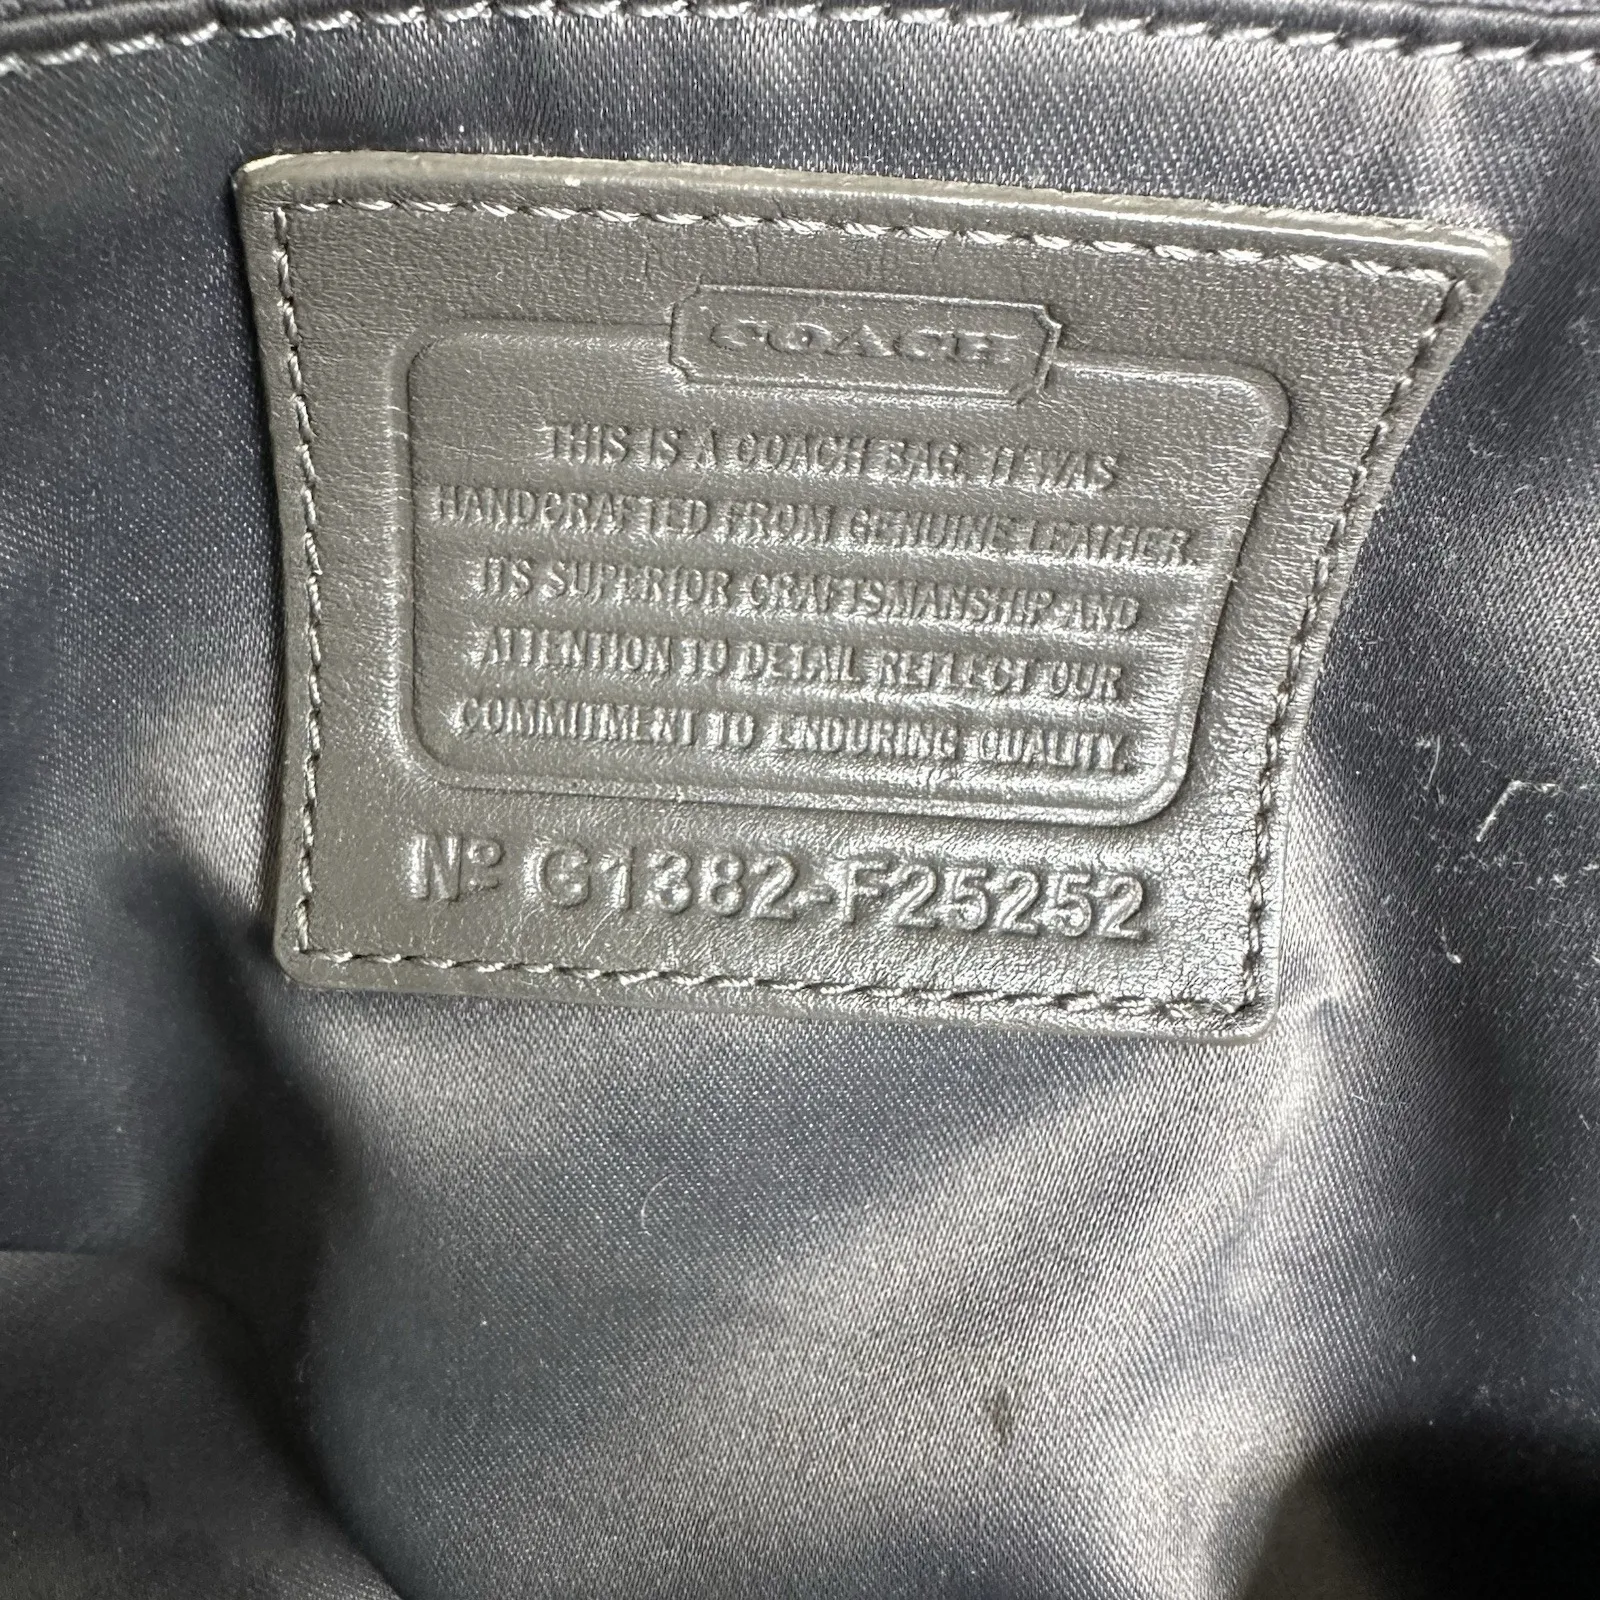 COACH
THIS IS A COACH BAG. IT WAS
HANDCRAFTED FROM GENUINE LEATHER.
ITS SUPERIOR CRAFTSMANSHIP AND
ATTENTION TO DETAIL REFLECT OUR
COMMITMENT TO ENDURING QUALITY.
Nº G1382-F25252